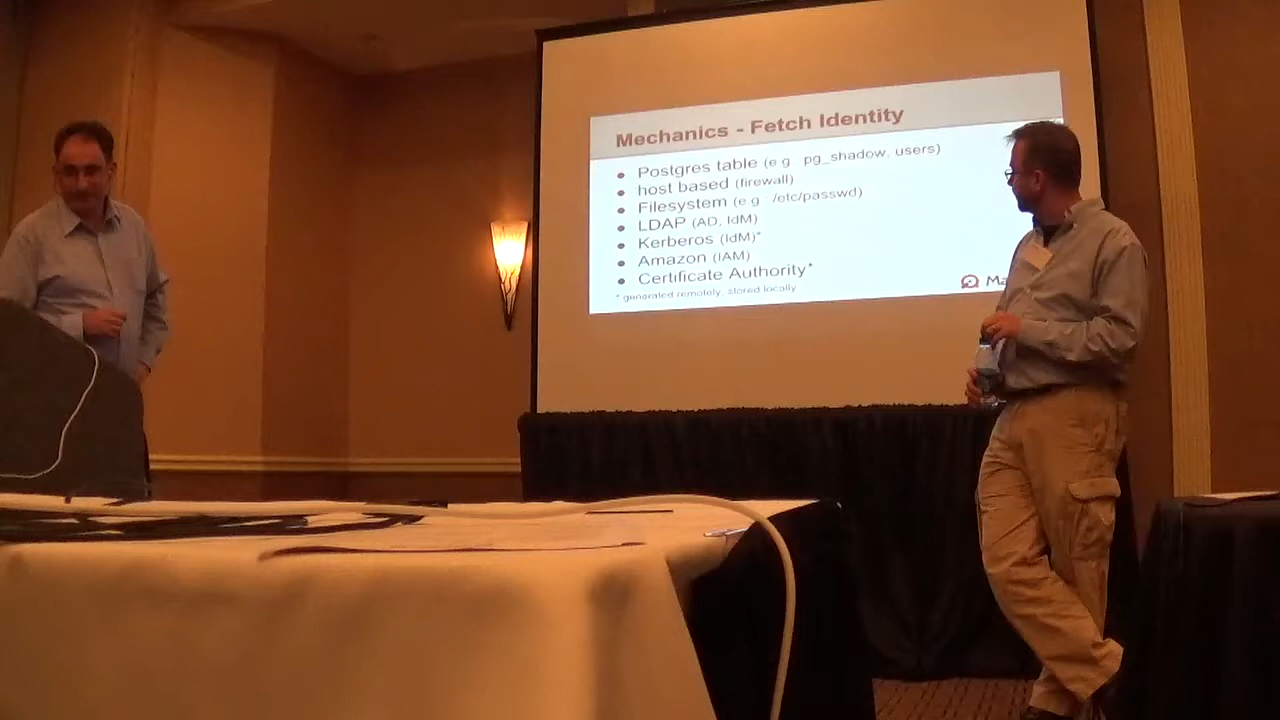 Mechanics - Fetch Identity
• Postgres table (e g pg_shadow, users)
• host based (firewall)
• Filesystem (e g /etc/passwd)
• LDAP (AD, IdM)
• Kerberos (IdM)*
• Amazon (IAM)
• Certificate Authority*
* generated remotely, stored locally
Ma